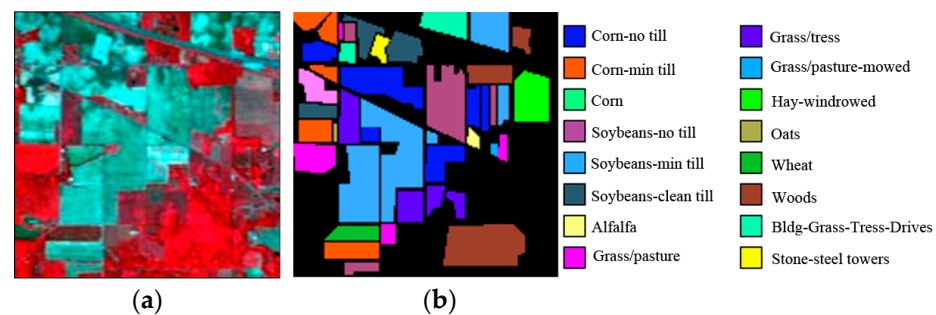 Corn-no till
Corn-min till
Corn
Soybeans-no till
Soybeans-min till
Soybeans-clean till
Alfalfa
Grass/pasture
Grass/tress
Grass/pasture-mowed
Hay-windrowed
Oats
Wheat
Woods
Bldg-Grass-Tress-Drives
Stone-steel towers
(a)
(b)